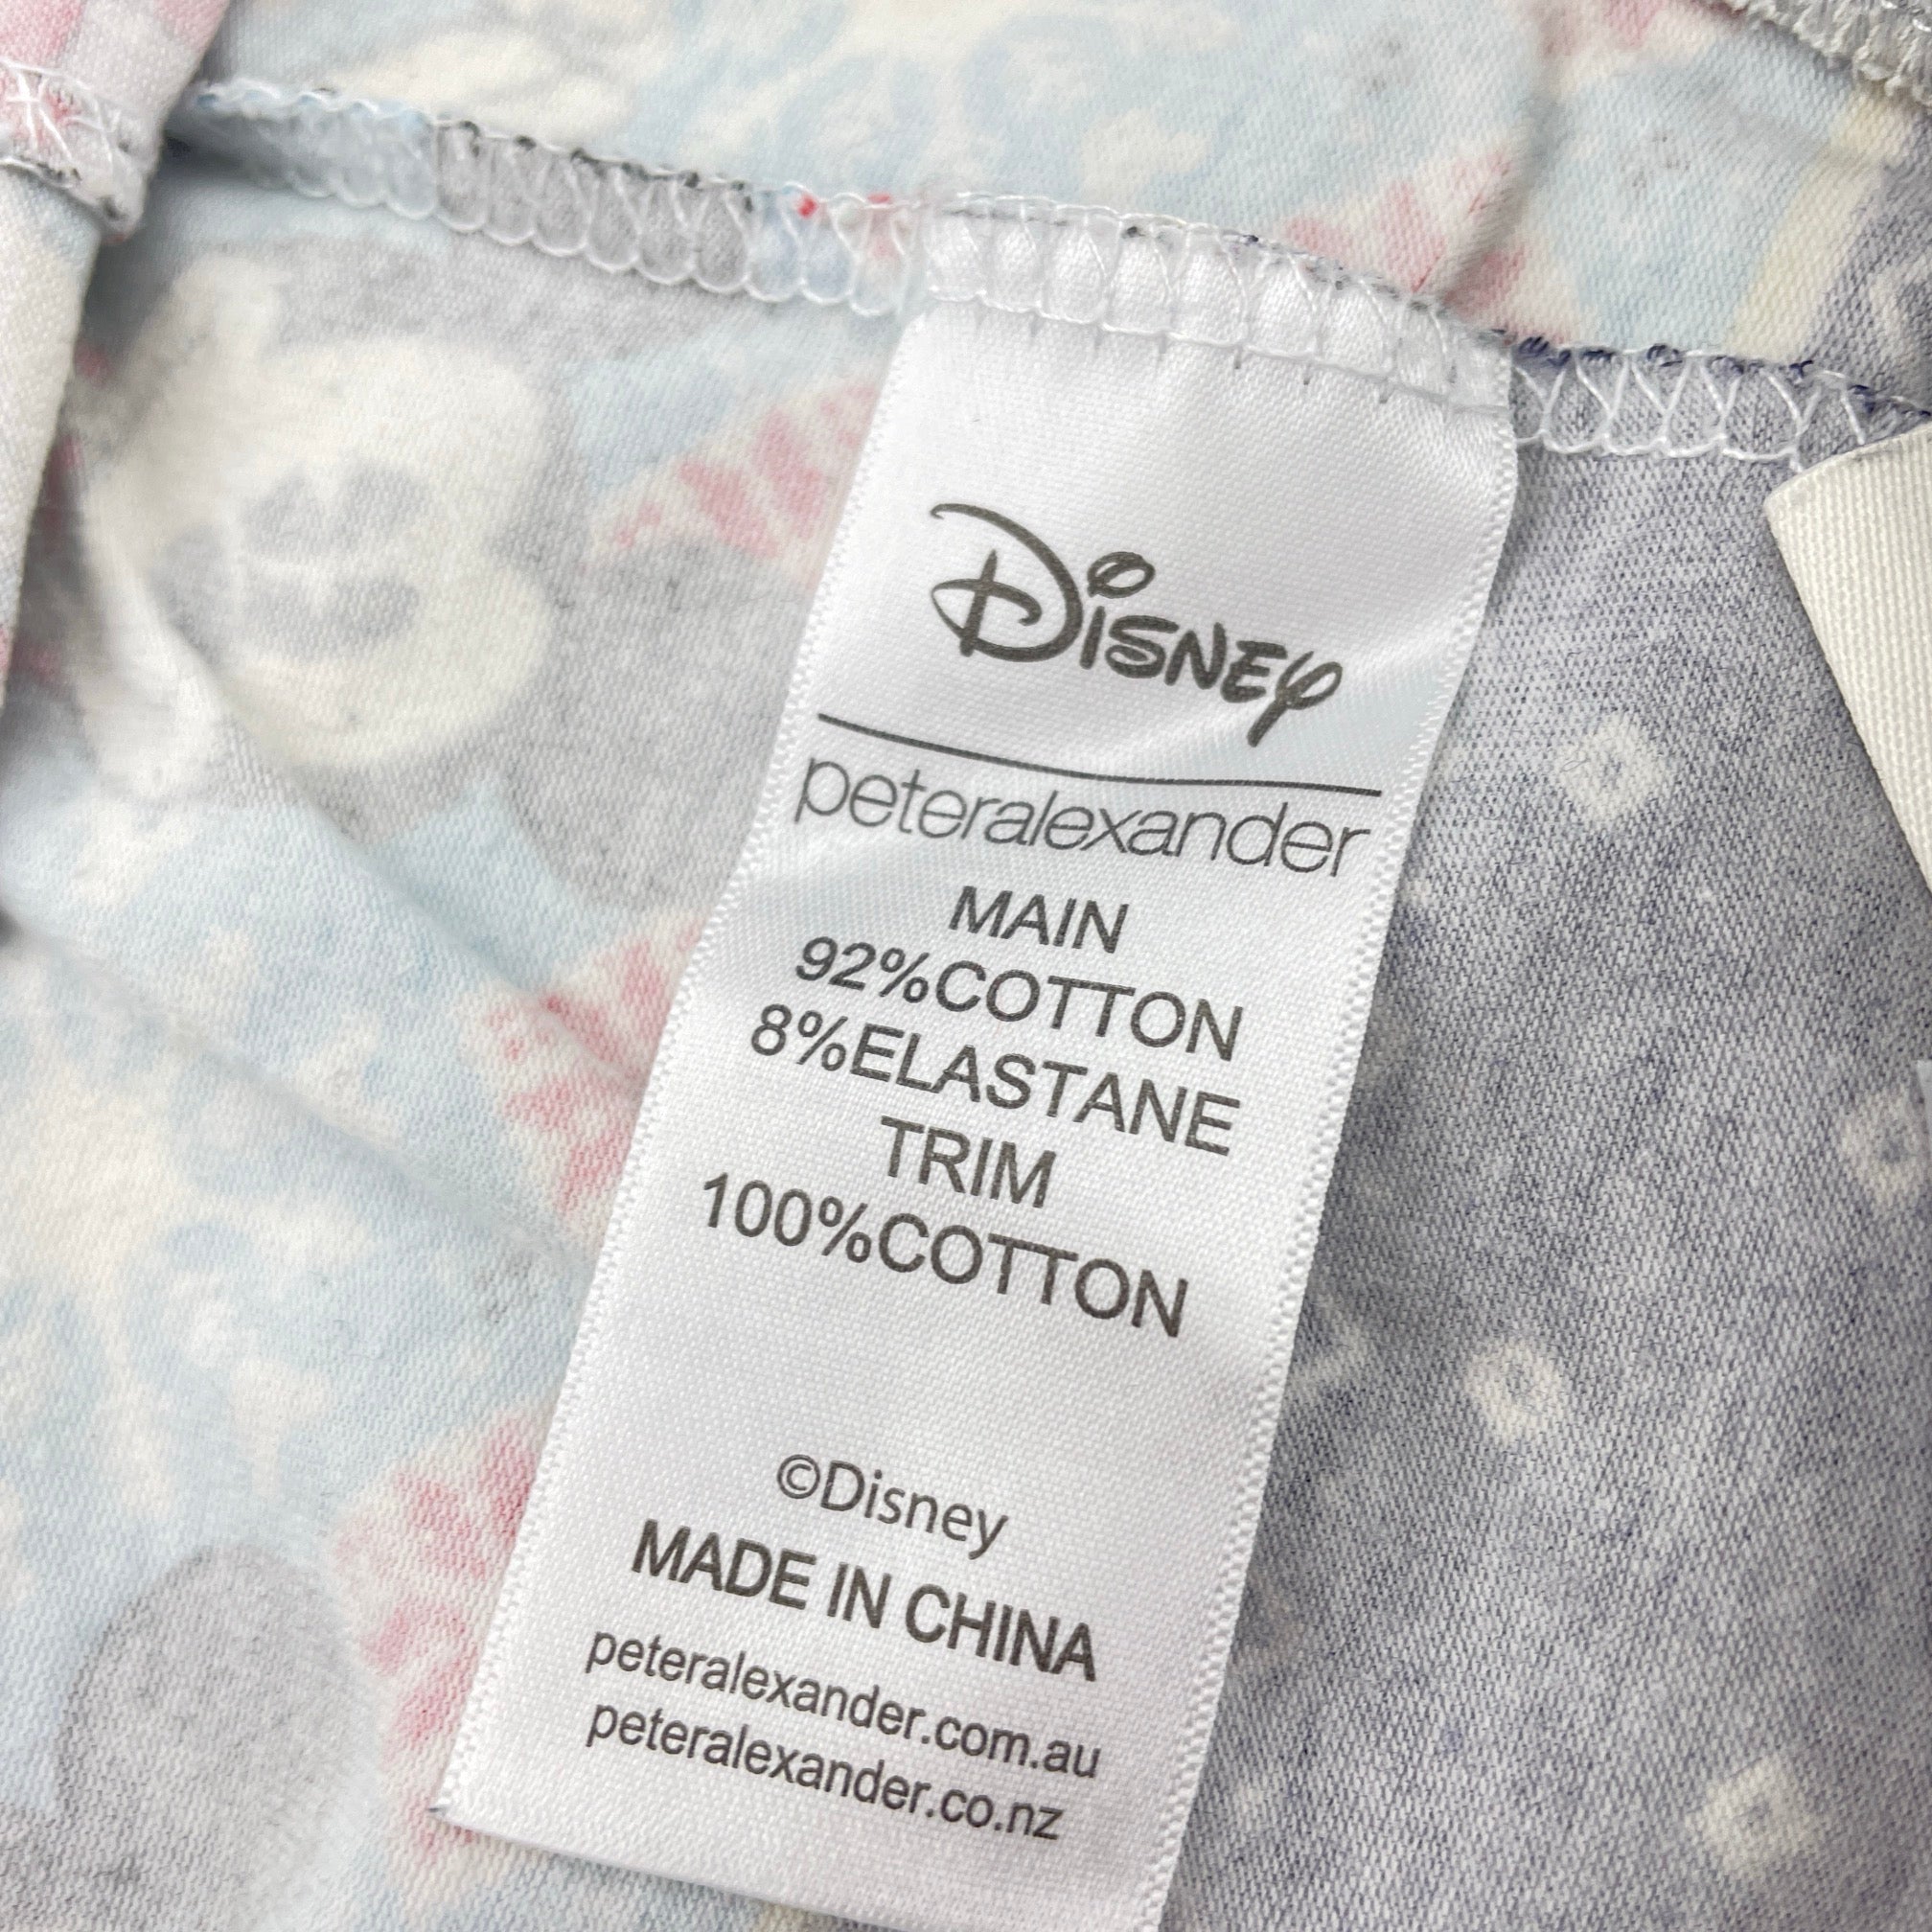 Disney
peteralexander
MAIN
92%COTTON
8%ELASTANE
TRIM
100%COTTON
©Disney
MADE IN CHINA
peteralexander.com.au
peteralexander.co.nz